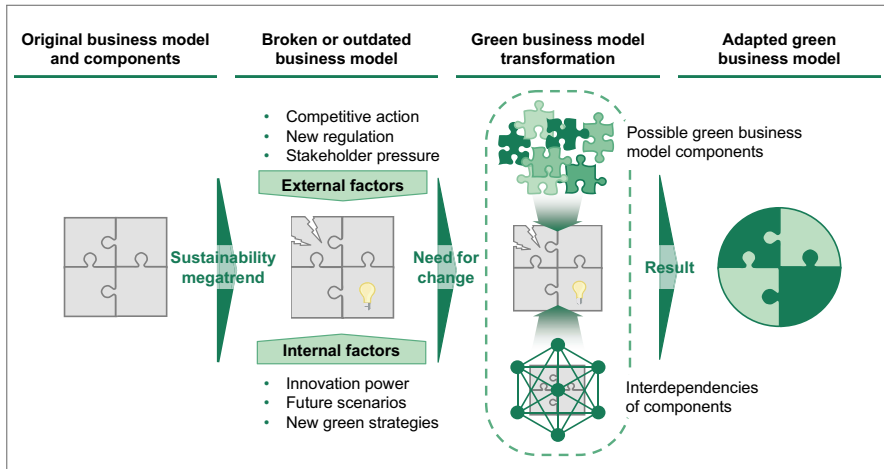 Original business model
and components
Broken or outdated
business model
Green business model
transformation
Adapted green
business model
• Competitive action
• New regulation
• Stakeholder pressure
External factors
Sustainability
megatrend
Need for
change
Internal factors
• Innovation power
• Future scenarios
• New green strategies
Possible green business
model components
Interdependencies
of components
Result